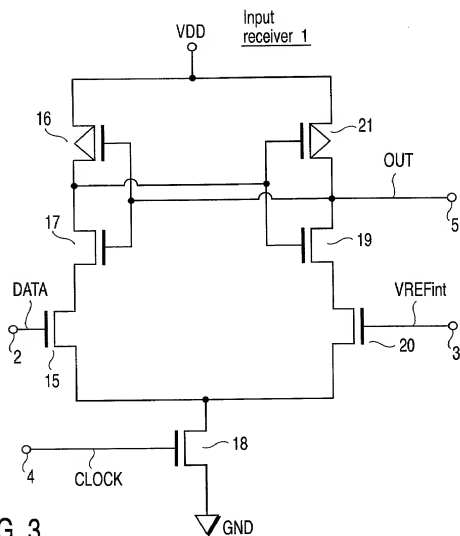 Input
receiver 1
VDD
16
21
OUT
17
19
5
DATA
VREFint
2
15
20
3
18
4
CLOCK
GND
G 3